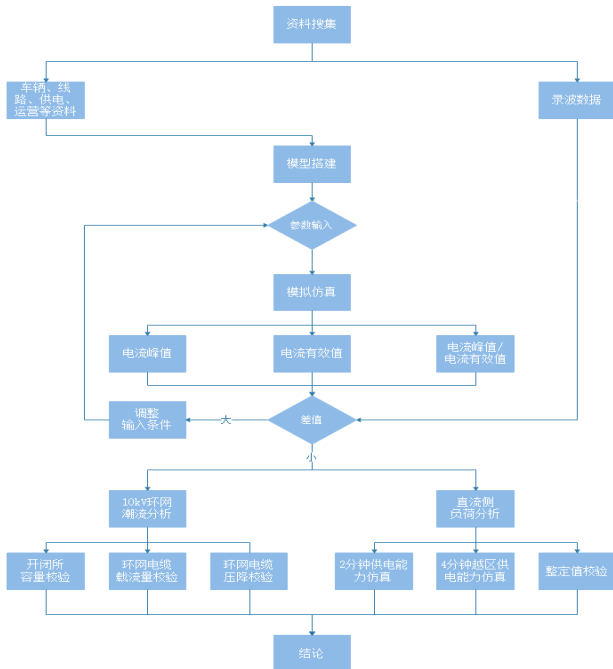 资料搜集
车辆、线
路、供电、
运营等资料
录波数据
模型搭建
参数输入
模拟仿真
电流峰值
电流有效值
电流峰值/
电流有效值
调整
输入条件
大
差值
小
10kV环网
潮流分析
直流侧
负荷分析
开闭所
容量校验
环网电缆
载流量校验
环网电缆
压降校验
2分钟供电能
力仿真
4分钟越区供
电能力仿真
整定值校验
结论